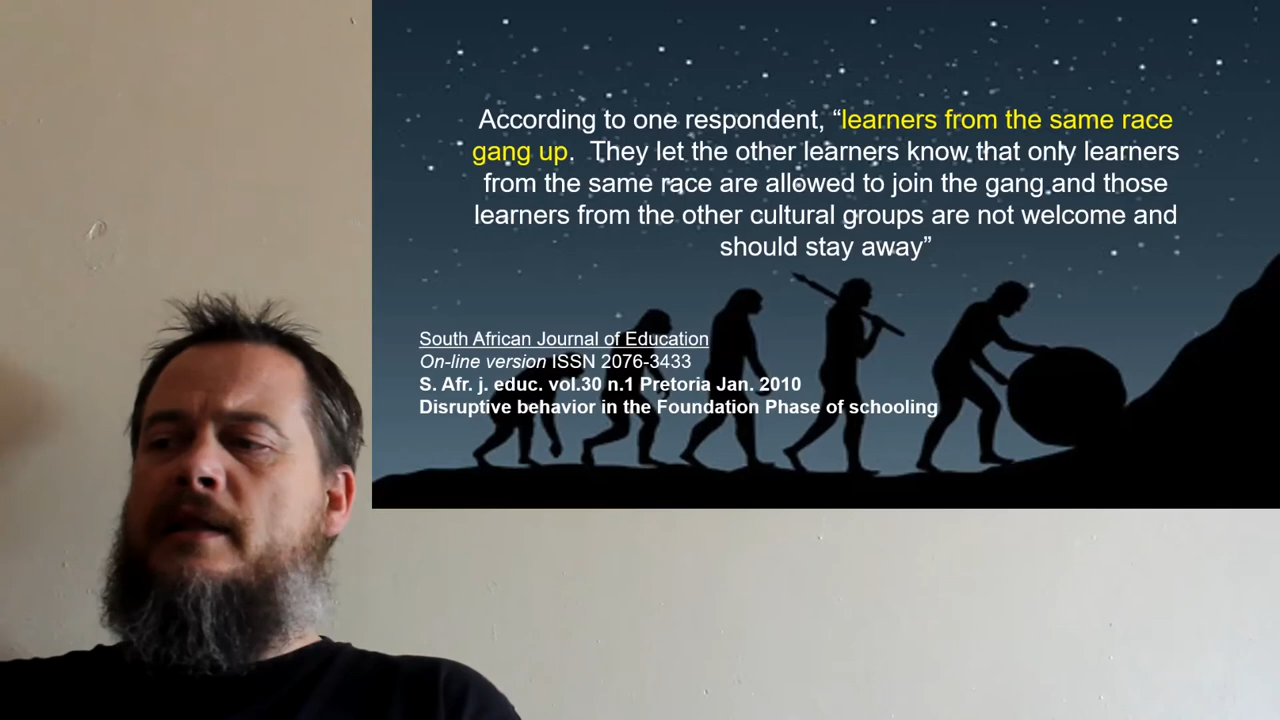 According to one respondent, “learners from the same race
gang up.  They let the other learners know that only learners
from the same race are allowed to join the gang and those
learners from the other cultural groups are not welcome and
should stay away”
South African Journal of Education
On-line version ISSN 2076-3433
S. Afr. j. educ. vol.30 n.1 Pretoria Jan. 2010
Disruptive behavior in the Foundation Phase of schooling